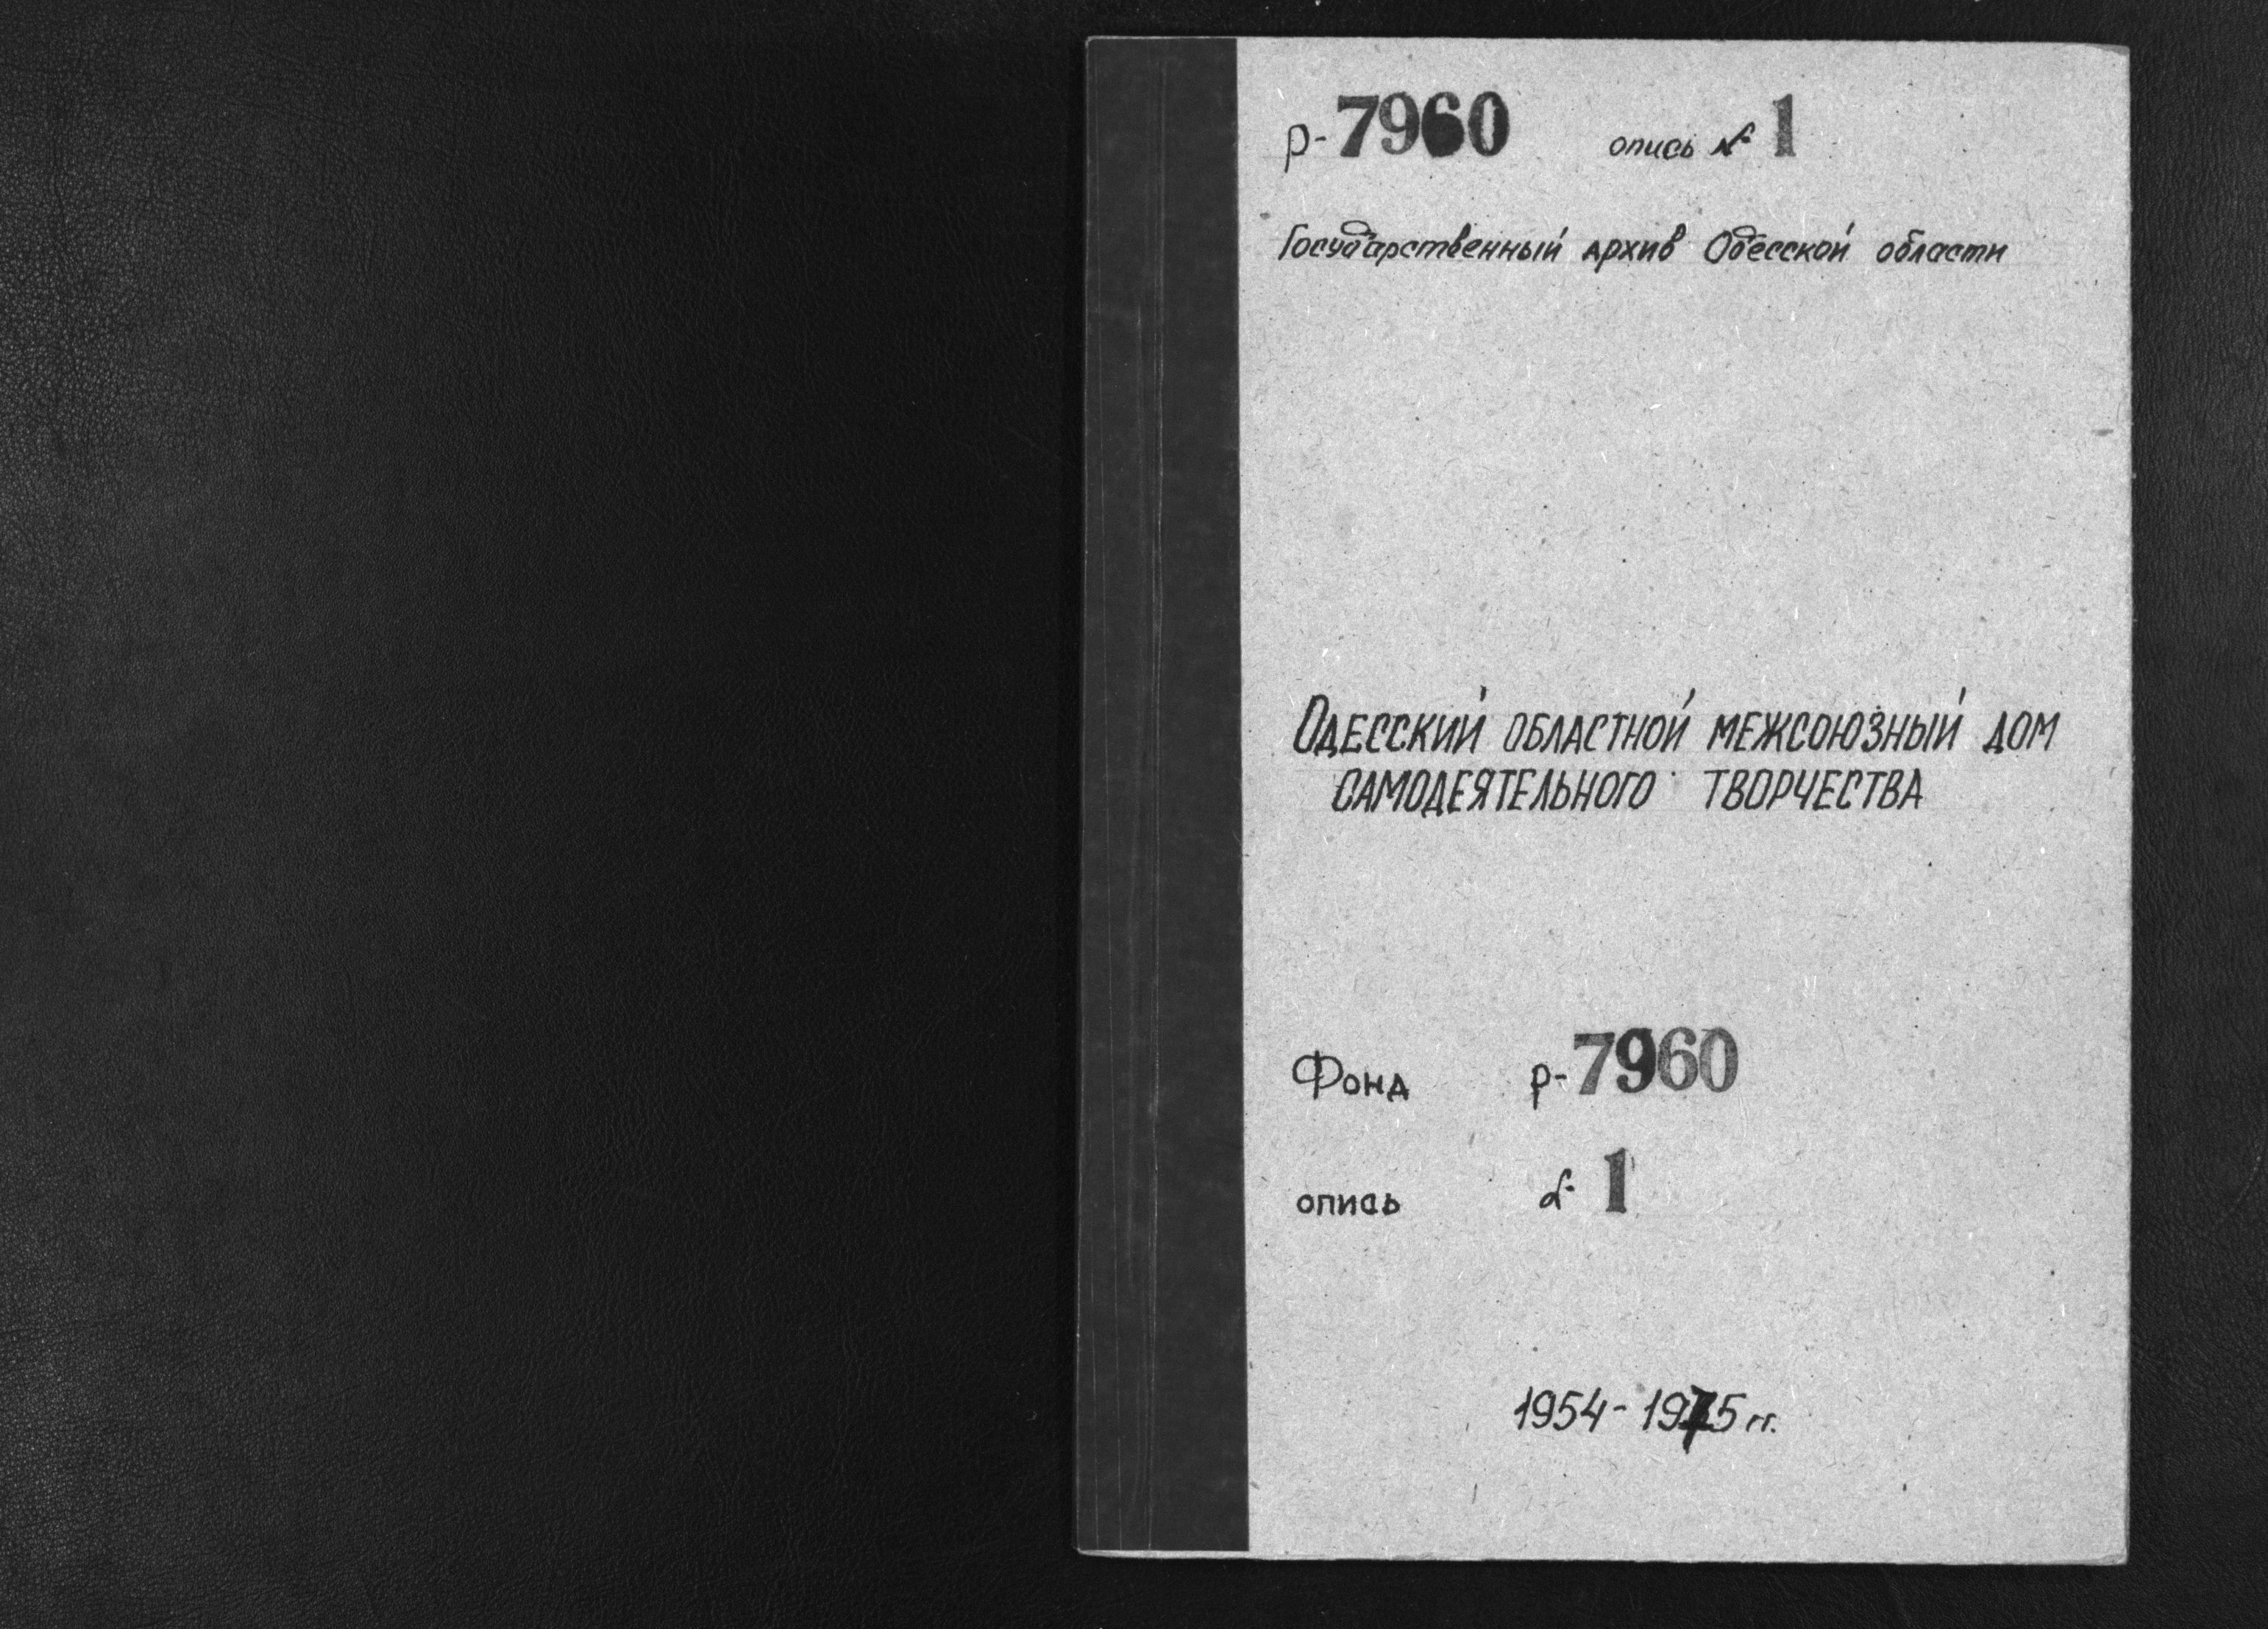 р-7960 опись № 1
Государственный архив Одесской области
Одесский областной межсоюзный дом
самодеятельного творчества
Фонд р-7960
опись № 1
1954-1975 гг.